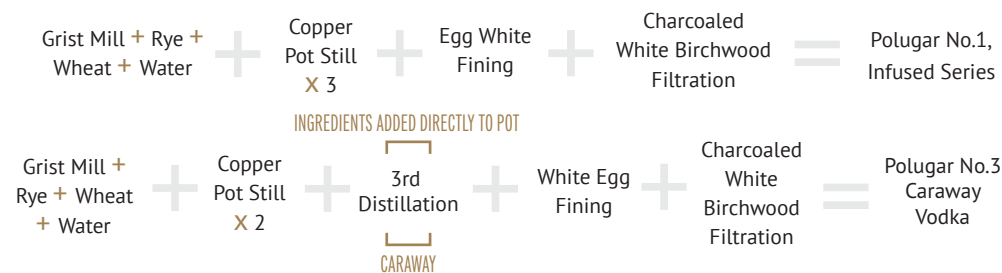 Grist Mill + Rye +
Wheat + Water
+
Copper
Pot Still
X 3
+
Egg White
Fining
+
Charcoaled
White Birchwood
Filtration
=
Polugar No.1,
Infused Series
INGREDIENTS ADDED DIRECTLY TO POT
Grist Mill +
Rye + Wheat
+ Water
+
Copper
Pot Still
X 2
+
3rd
Distillation
CARAWAY
+
White Egg
Fining
+
Charcoaled
White
Birchwood
Filtration
=
Polugar No.3
Caraway
Vodka